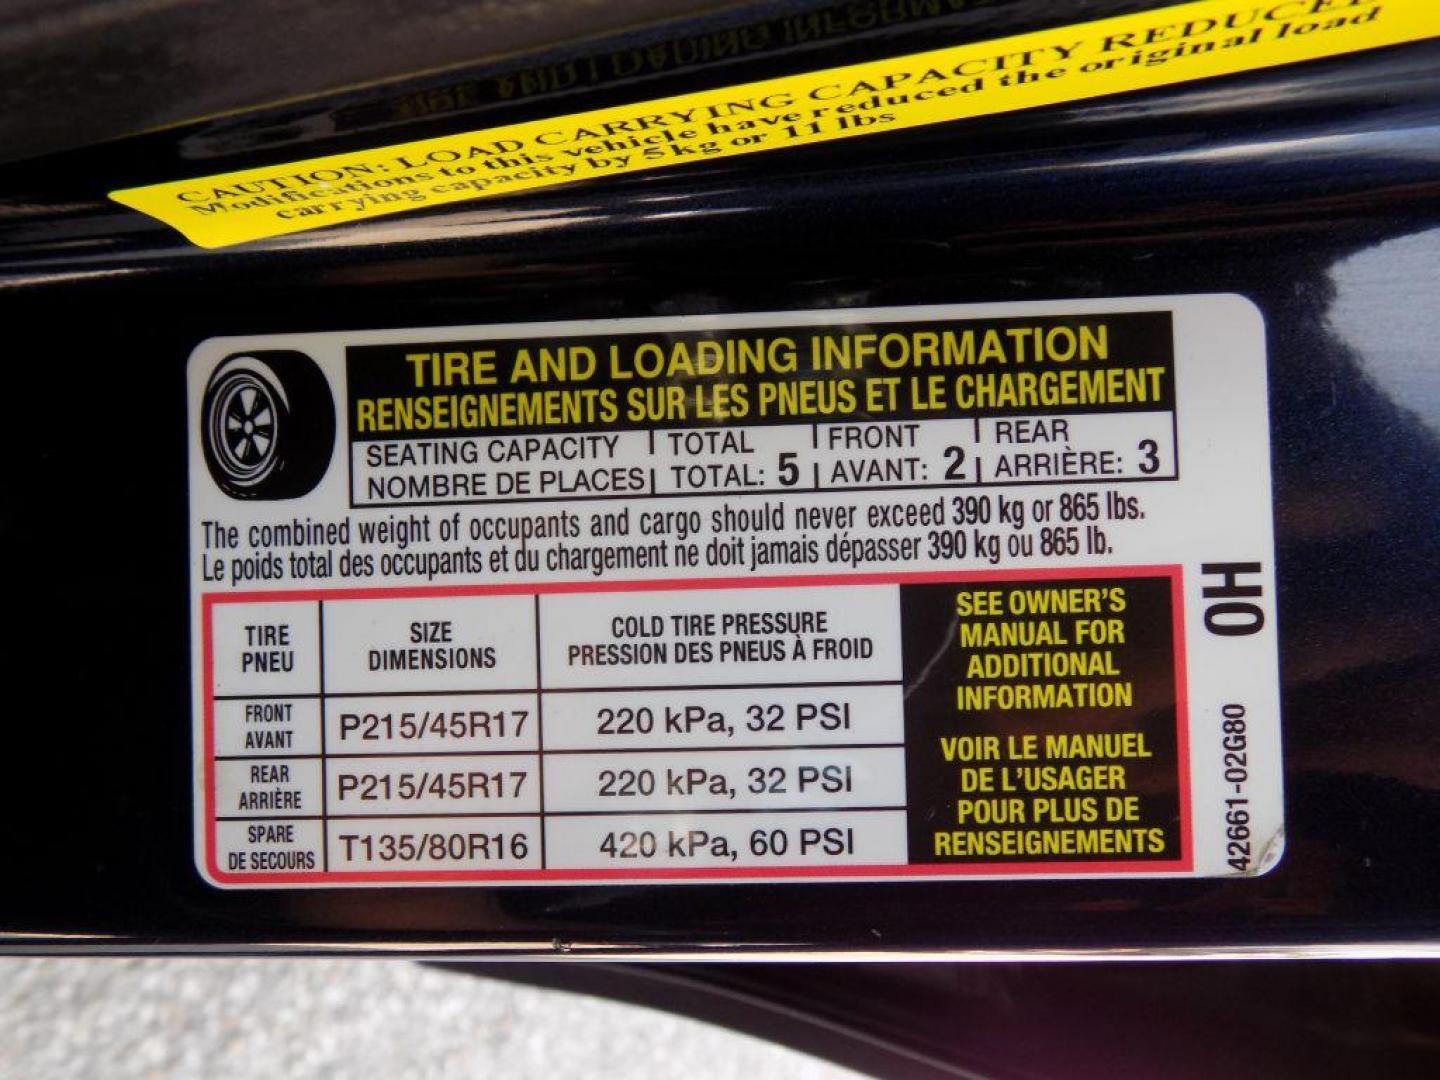 CAUTION: LOAD CARRYING CAPACITY REDUCED
Modifications to this vehicle have reduced the original load
carrying capacity by 5 kg or 11 lbs
TIRE AND LOADING INFORMATION
RENSEIGNEMENTS SUR LES PNEUS ET LE CHARGEMENT
SEATING CAPACITY TOTAL FRONT REAR
NOMBRE DE PLACES TOTAL: 5 AVANT: 2 ARRIÈRE: 3
The combined weight of occupants and cargo should never exceed 390 kg or 865 lbs.
Le poids total des occupants et du chargement ne doit jamais dépasser 390 kg ou 865 lb.
TIRE SIZE COLD TIRE PRESSURE
PNEU DIMENSIONS PRESSION DES PNEUS À FROID
FRONT
AVANT P215/45R17 220 kPa, 32 PSI
REAR
ARRIÈRE P215/45R17 220 kPa, 32 PSI
SPARE
DE SECOURS T135/80R16 420 kPa, 60 PSI
SEE OWNER'S
MANUAL FOR
ADDITIONAL
INFORMATION
VOIR LE MANUEL
DE L'USAGER
POUR PLUS DE
RENSEIGNEMENTS
42661-02G80 OH